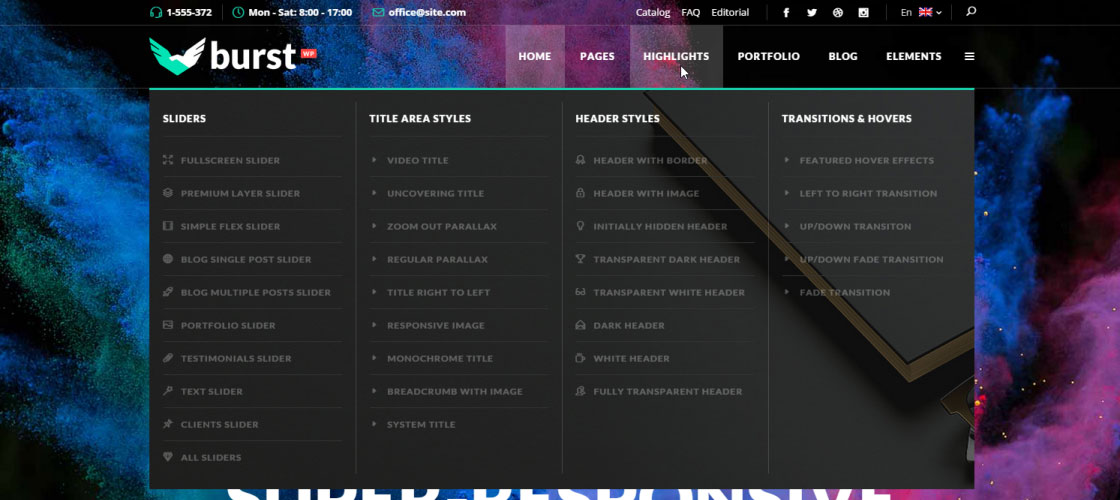 1-555-372 Mon - Sat: 8:00 - 17:00 office@site.com Catalog FAQ Editorial En
burst WP HOME PAGES HIGHLIGHTS PORTFOLIO BLOG ELEMENTS
SLIDERS
FULLSCREEN SLIDER
PREMIUM LAYER SLIDER
SIMPLE FLEX SLIDER
BLOG SINGLE POST SLIDER
BLOG MULTIPLE POSTS SLIDER
PORTFOLIO SLIDER
TESTIMONIALS SLIDER
TEXT SLIDER
CLIENTS SLIDER
ALL SLIDERS
TITLE AREA STYLES
VIDEO TITLE
UNCOVERING TITLE
ZOOM OUT PARALLAX
REGULAR PARALLAX
TITLE RIGHT TO LEFT
RESPONSIVE IMAGE
MONOCHROME TITLE
BREADCRUMB WITH IMAGE
SYSTEM TITLE
HEADER STYLES
HEADER WITH BORDER
HEADER WITH IMAGE
INITIALLY HIDDEN HEADER
TRANSPARENT DARK HEADER
TRANSPARENT WHITE HEADER
DARK HEADER
WHITE HEADER
FULLY TRANSPARENT HEADER
TRANSITIONS & HOVERS
FEATURED HOVER EFFECTS
LEFT TO RIGHT TRANSITION
UP/DOWN TRANSITON
UP/DOWN FADE TRANSITION
FADE TRANSITION